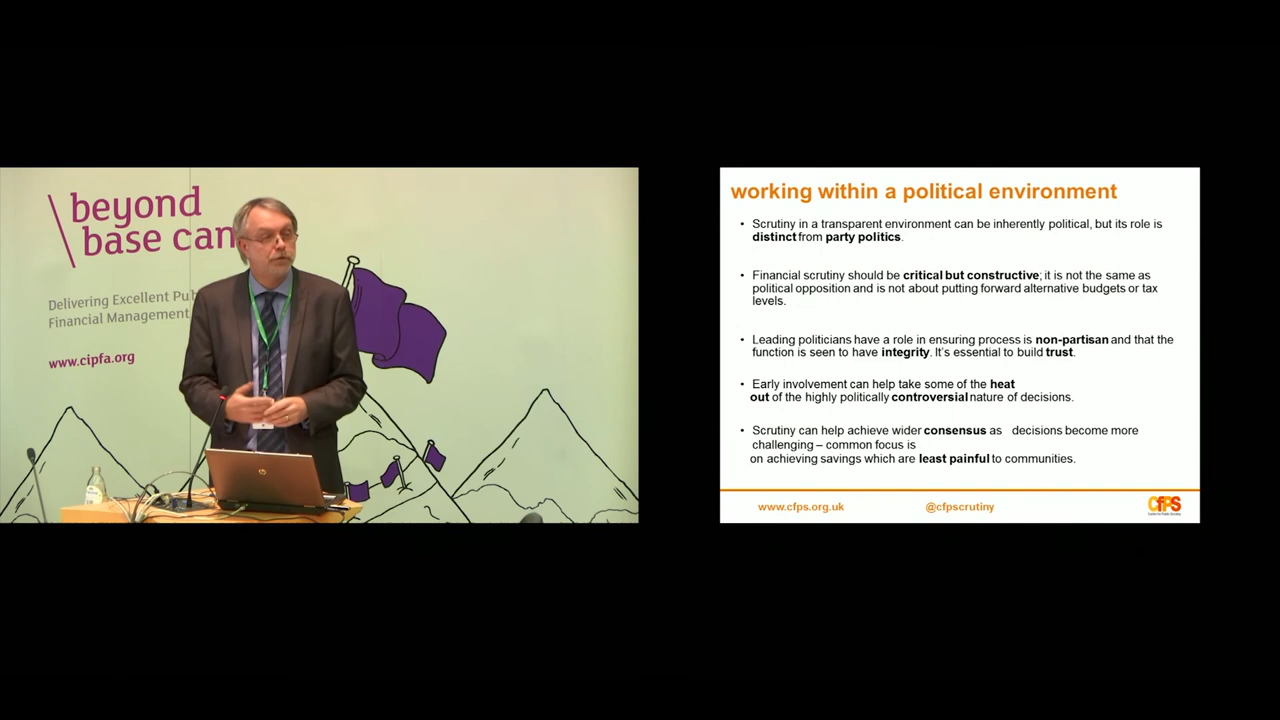 beyond
base
Delivering Excellent
Financial Management
www.cipfa.org
working within a political environment
• Scrutiny in a transparent environment can be inherently political, but its role is
distinct from party politics.
• Financial scrutiny should be critical but constructive; it is not the same as
political opposition and is not about putting forward alternative budgets or tax
levels.
• Leading politicians have a role in ensuring process is non-partisan and that the
function is seen to have integrity. It's essential to build trust.
• Early involvement can help take some of the heat
out of the highly politically controversial nature of decisions.
• Scrutiny can help achieve wider consensus as decisions become more
challenging – common focus is
on achieving savings which are least painful to communities.
www.cfps.org.uk
@cfpscrutiny
CfPS
Centre for Public Scrutiny
hp